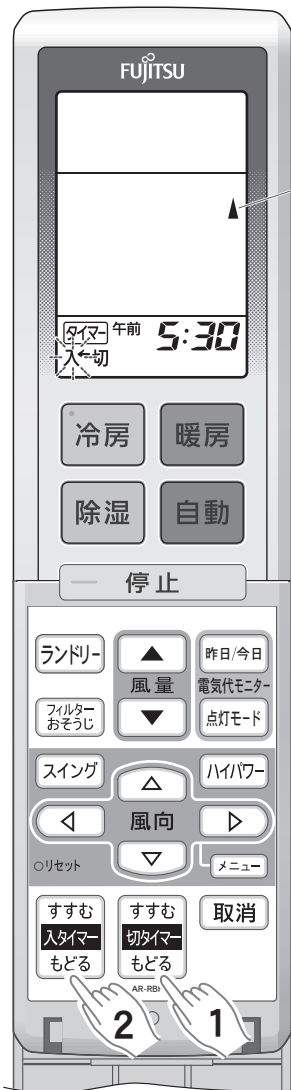 FUJITSU
タイマー 午前 5:30
入←切
冷房 暖房
除湿 自動
停止
ランドリー ▲ 昨日/今日
風量 電気代モニター
フィルター
おそうじ ▼ 点灯モード
スイング △ ハイパワー
◁ 風向 ▷
○リセット ▽ メニュー
すすむ すすむ 取消
入タイマー 切タイマー
もどる もどる
2 1